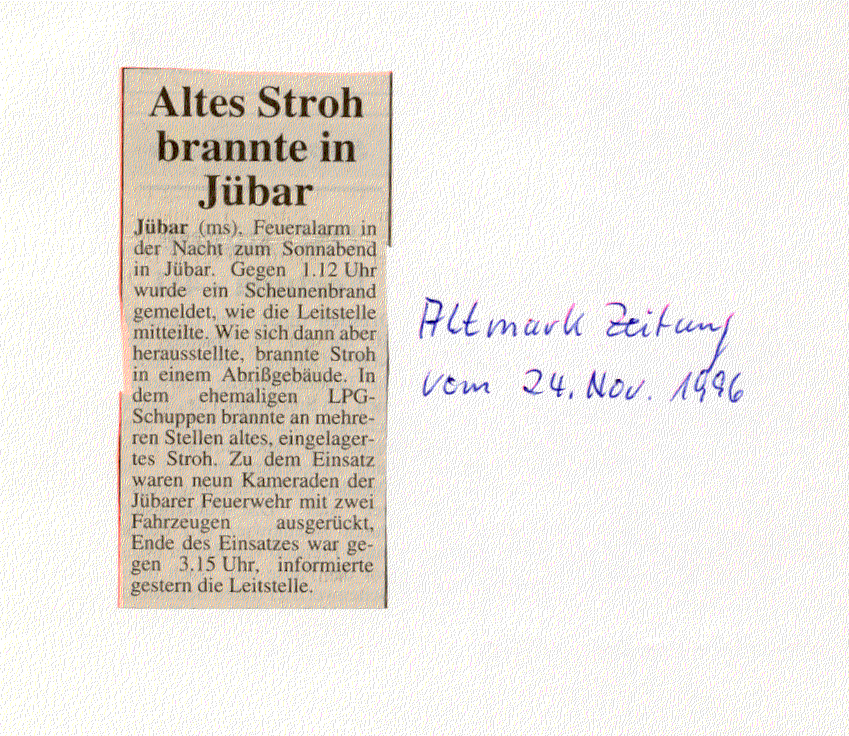 Altes Stroh
brannte in
Jübar
Jübar (ms). Feueralarm in
der Nacht zum Sonnabend
in Jübar. Gegen 1.12 Uhr
wurde ein Scheunenbrand
gemeldet, wie die Leitstelle
mitteilte. Wie sich dann aber
herausstellte, brannte Stroh
in einem Abrißgebäude. In
dem ehemaligen LPG-
Schuppen brannte an mehre-
ren Stellen altes, eingelager-
tes Stroh. Zu dem Einsatz
waren neun Kameraden der
Jübarer Feuerwehr mit zwei
Fahrzeugen ausgerückt,
Ende des Einsatzes war ge-
gen 3.15 Uhr, informierte
gestern die Leitstelle.
Altmark Zeitung
vom 24. Nov. 1996